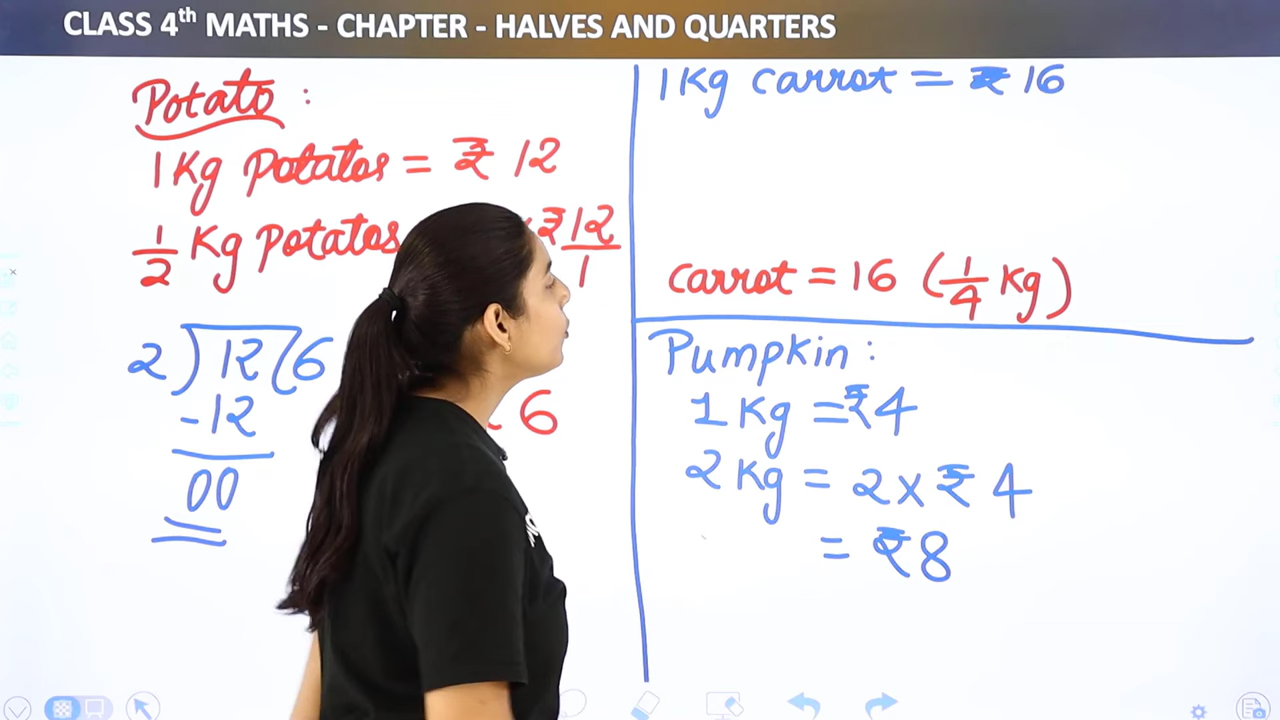 CLASS 4th MATHS - CHAPTER - HALVES AND QUARTERS
Potato :
1 Kg Potatos = ₹ 12
1/2 Kg Potatos ₹ 12/1
2 ) 12 ( 6
-12
00
6
1 Kg carrot = ₹ 16
carrot = 16 (1/4 Kg)
Pumpkin :
1 Kg = ₹ 4
2 Kg = 2 x ₹ 4
= ₹ 8